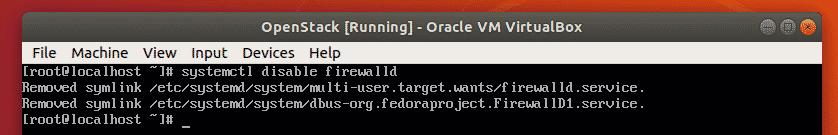 OpenStack [Running] - Oracle VM VirtualBox
File Machine View Input Devices Help
[root@localhost ~]# systemctl disable firewalld
Removed symlink /etc/systemd/system/multi-user.target.wants/firewalld.service.
Removed symlink /etc/systemd/system/dbus-org.fedoraproject.FirewallD1.service.
[root@localhost ~]# _